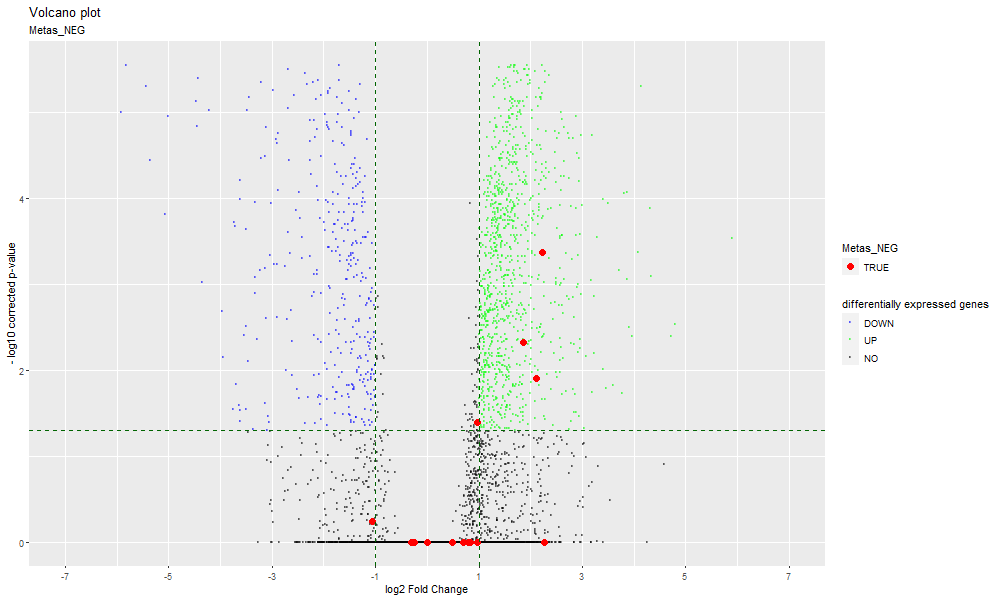 Volcano plot
Metas_NEG
- log10 corrected p-value
4
2
0
-7
-5
-3
-1
1
3
5
7
log2 Fold Change
Metas_NEG
TRUE
differentially expressed genes
DOWN
UP
NO